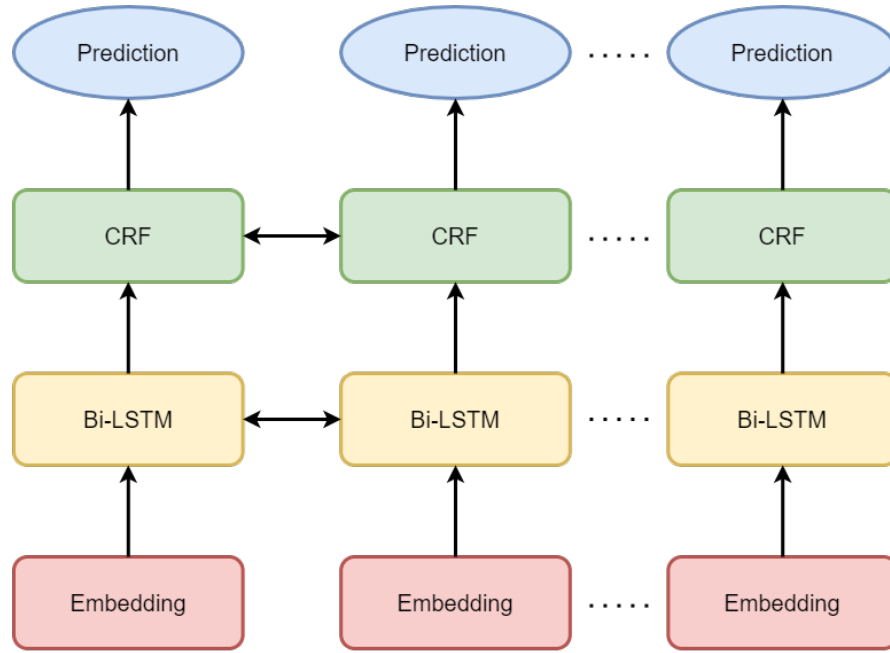 Prediction Prediction ..... Prediction
CRF CRF ..... CRF
Bi-LSTM Bi-LSTM ..... Bi-LSTM
Embedding Embedding ..... Embedding